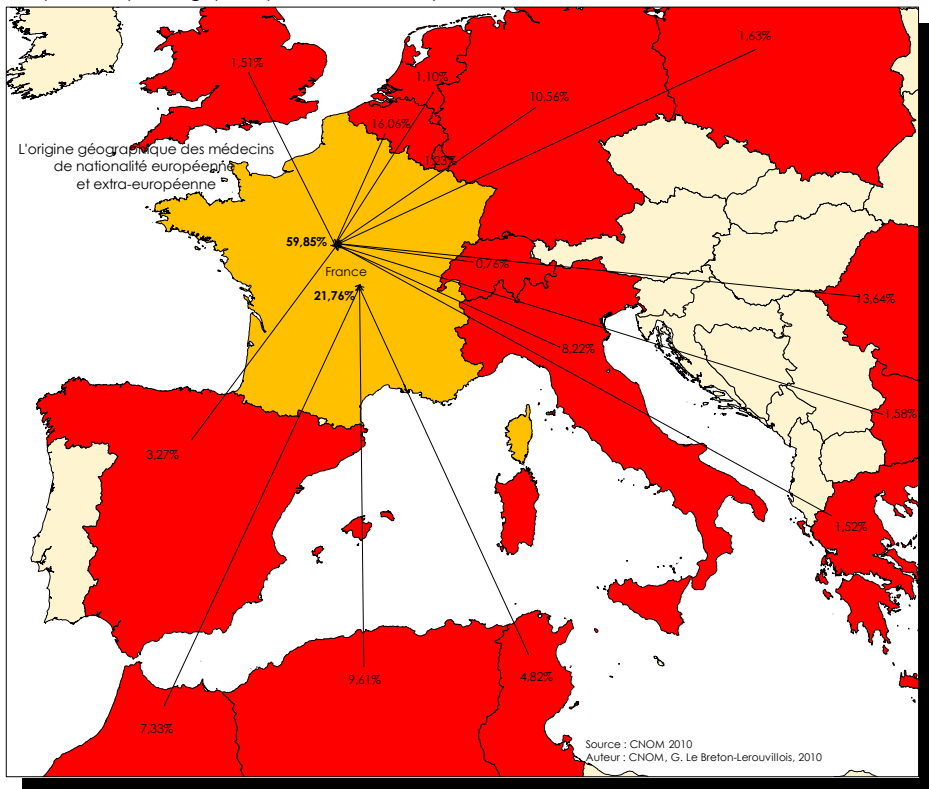 1,63%
1,51%
1,10%
10,56%
16,06%
L'origine géographique des médecins
de nationalité européenne
et extra-européenne
1,23%
59,85%
0,76%
France
21,76%
13,64%
8,22%
1,58%
3,27%
1,52%
4,82%
9,61%
7,33%
Source : CNOM 2010
Auteur : CNOM, G. Le Breton-Lerouvillois, 2010